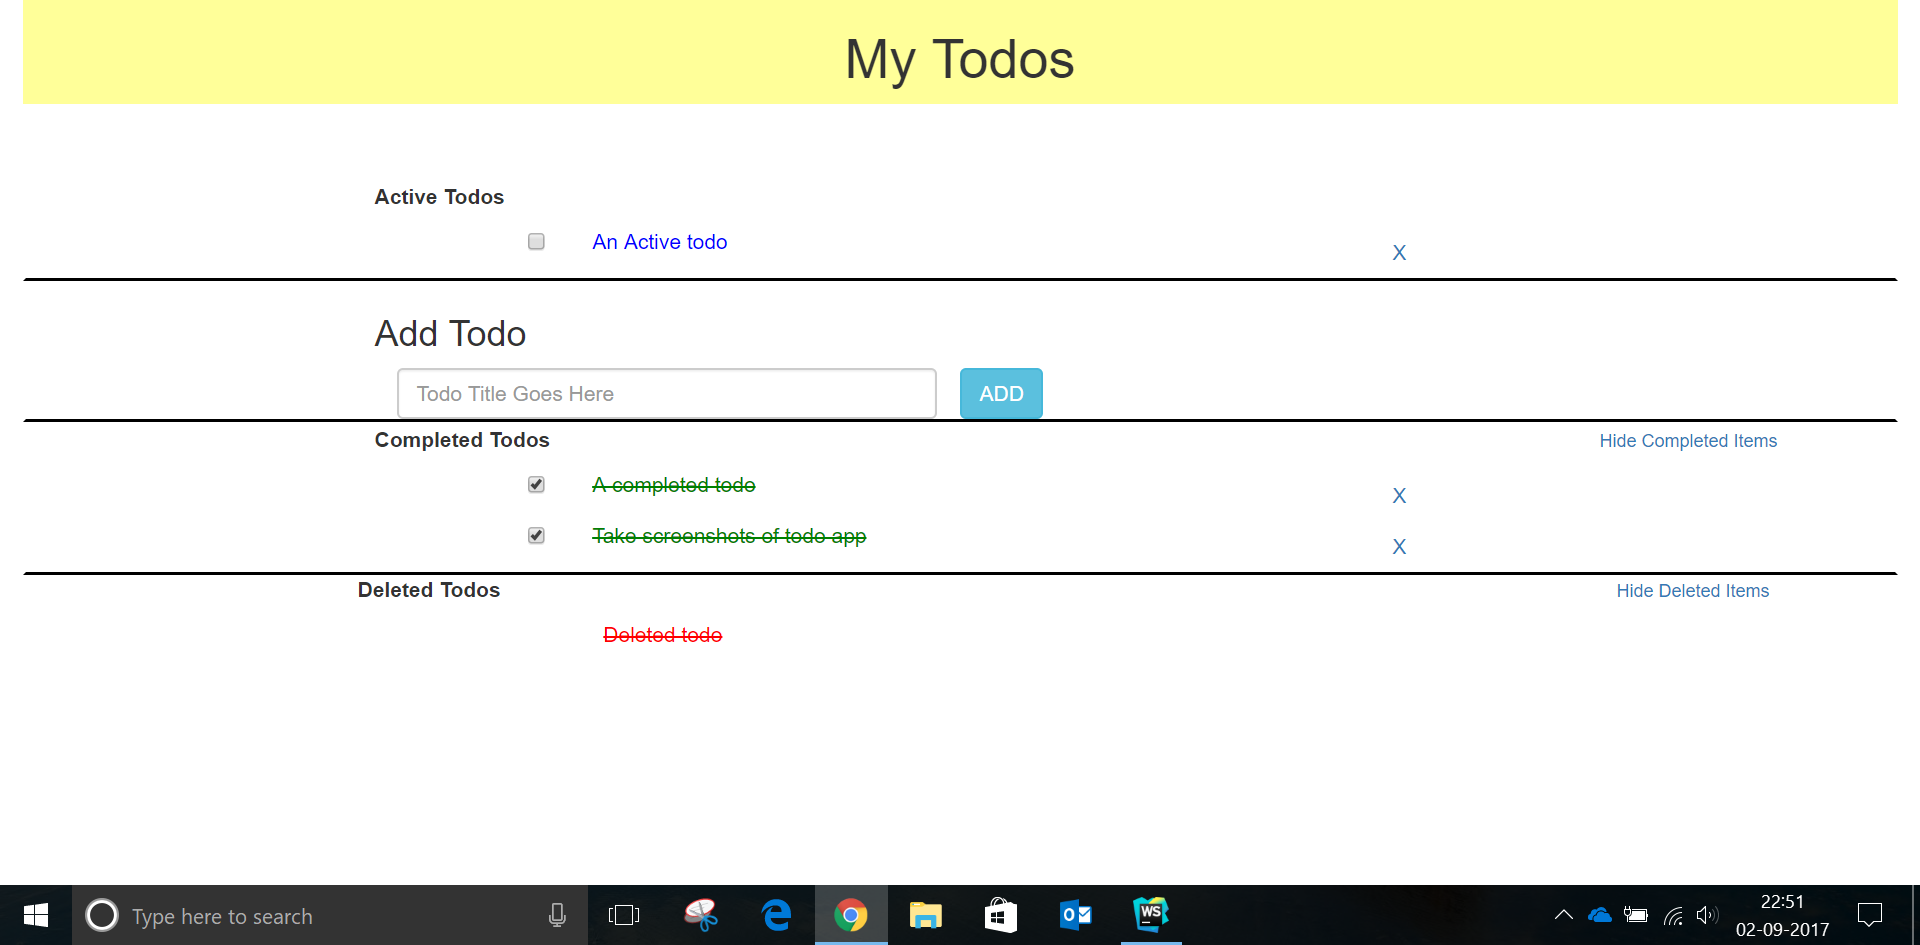 My Todos
Active Todos
An Active todo X
Add Todo
Todo Title Goes Here ADD
Completed Todos Hide Completed Items
A completed todo X
Take screenshots of todo app X
Deleted Todos Hide Deleted Items
Deleted todo
Type here to search
O
WS
22:51
02-09-2017